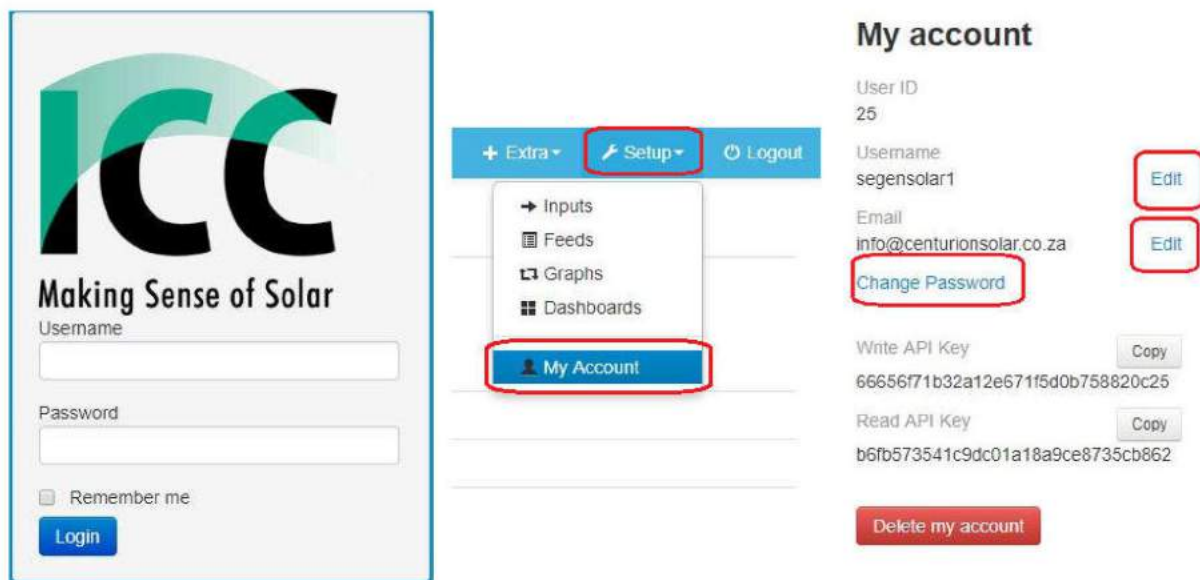 ICC
Making Sense of Solar
Username
Password
Remember me
Login
Extra
Setup
Logout
Inputs
Feeds
Graphs
Dashboards
My Account
My account
User ID
25
Username
segensolar1
Edit
Email
info@centurionsolar.co.za
Edit
Change Password
Write API Key
Copy
66656f71b32a12e671f5d0b758820c25
Read API Key
Copy
b6fb573541c9dc01a18a9ce8735cb862
Delete my account